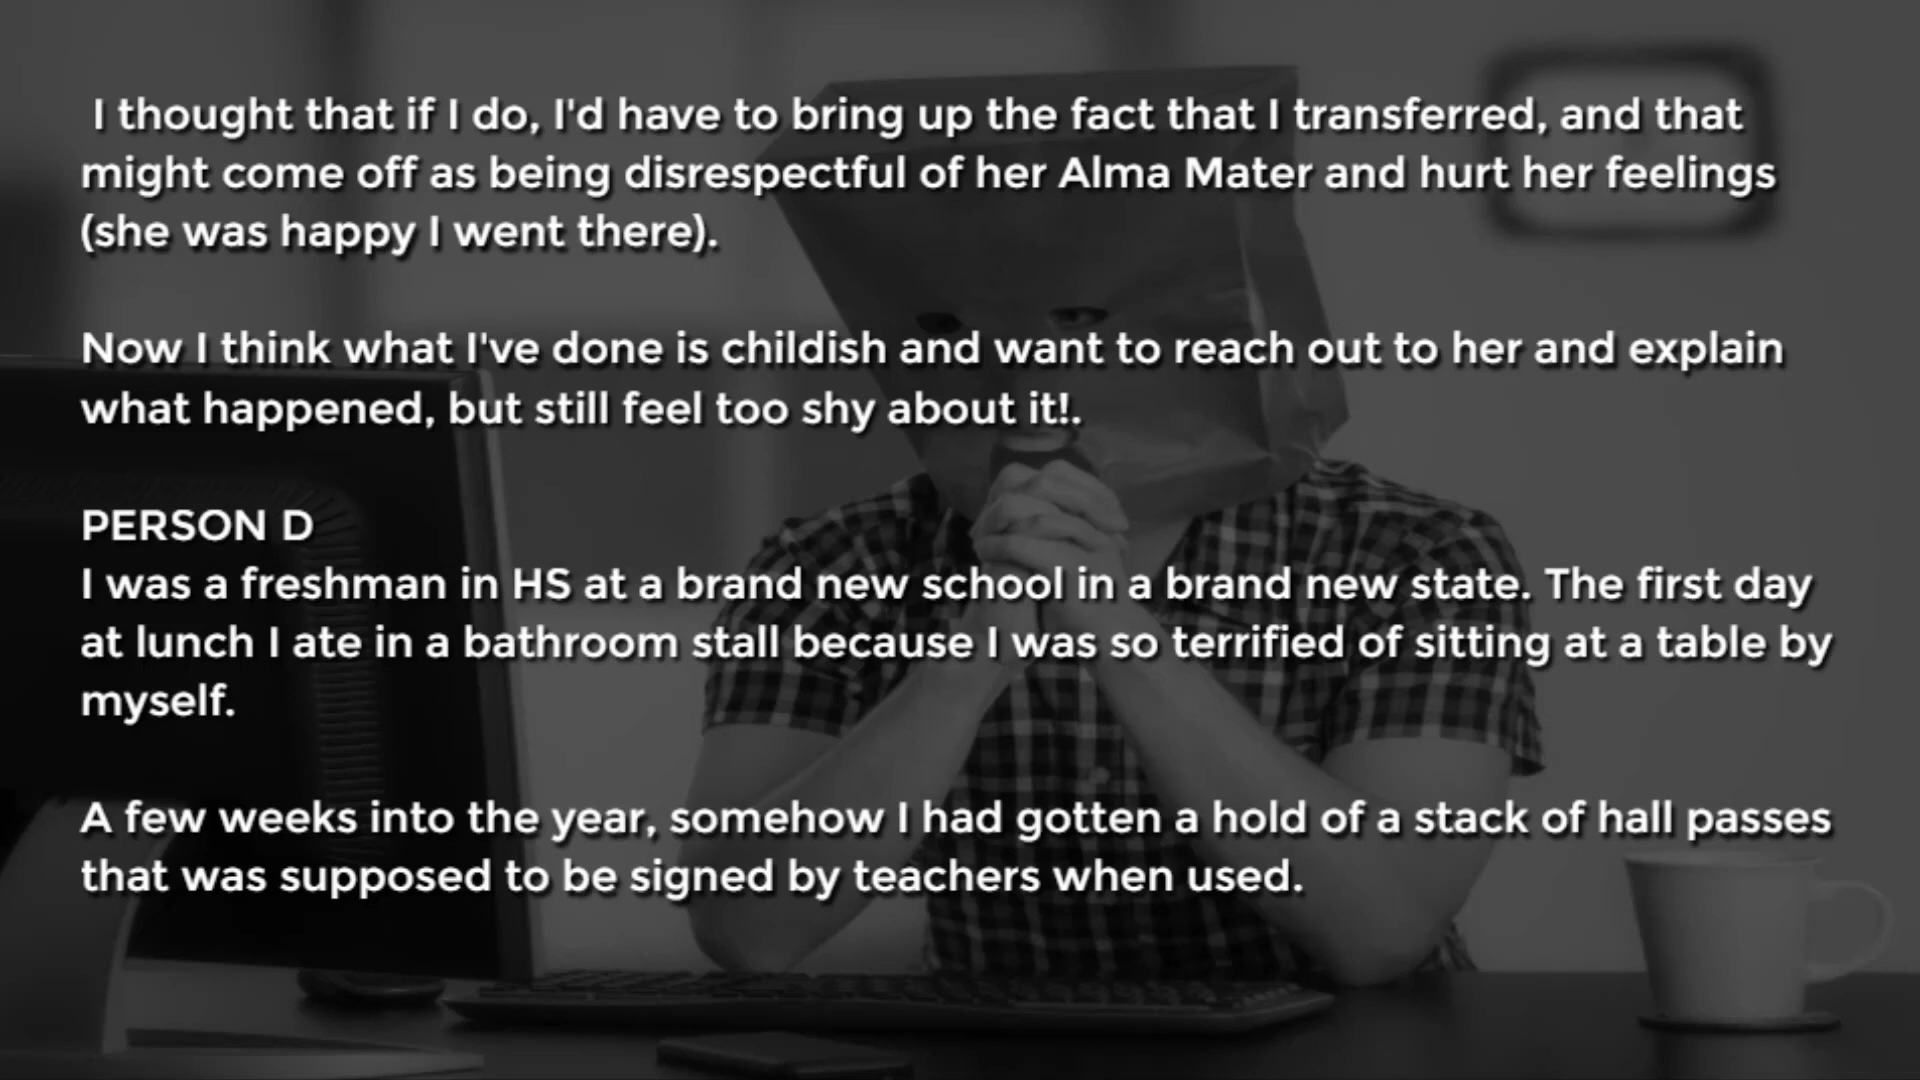 I thought that if I do, I'd have to bring up the fact that I transferred, and that
might come off as being disrespectful of her Alma Mater and hurt her feelings
(she was happy I went there).
Now I think what I've done is childish and want to reach out to her and explain
what happened, but still feel too shy about it!.
PERSON D
I was a freshman in HS at a brand new school in a brand new state. The first day
at lunch I ate in a bathroom stall because I was so terrified of sitting at a table by
myself.
A few weeks into the year, somehow I had gotten a hold of a stack of hall passes
that was supposed to be signed by teachers when used.